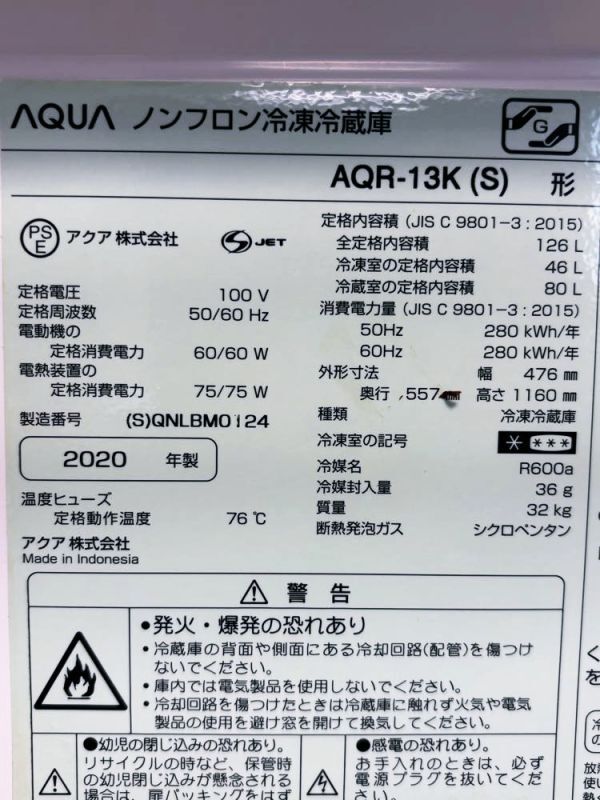 AQUA ノンフロン冷凍冷蔵庫
G
AQR-13K (S) 形
PS E アクア 株式会社 S JET
定格電圧 100 V
定格周波数 50/60 Hz
電動機の
定格消費電力 60/60 W
電熱装置の
定格消費電力 75/75 W
製造番号 (S)QNLBM0124
2020 年製
温度ヒューズ
定格動作温度 76 ℃
アクア 株式会社
Made in Indonesia
定格内容積 (JIS C 9801-3 : 2015)
全定格内容積 126 L
冷凍室の定格内容積 46 L
冷蔵室の定格内容積 80 L
消費電力量 (JIS C 9801-3 : 2015)
50Hz 280 kWh/年
60Hz 280 kWh/年
外形寸法 幅 476 ㎜
奥行 557 高さ 1160 ㎜
種類 冷凍冷蔵庫
冷凍室の記号
冷媒名 R600a
冷媒封入量 36 g
質量 32 kg
断熱発泡ガス シクロペンタン
警 告
•発火・爆発の恐れあり
・冷蔵庫の背面や側面にある冷却回路(配管)を傷つけ
ないでください。
・庫内では電気製品を使用しないでください。
・冷却回路を傷つけたときは冷蔵庫に触れず火気や電気
製品の使用を避け窓を開けて換気してください。
●幼児の閉じ込みの恐れあり。
リサイクルの時など、保管時
の幼児閉じ込みが懸念される
場合は、扉パッキングをはず
●感電の恐れあり。
お手入れのときは、必ず
電源プラグを抜いてくだ
さい。